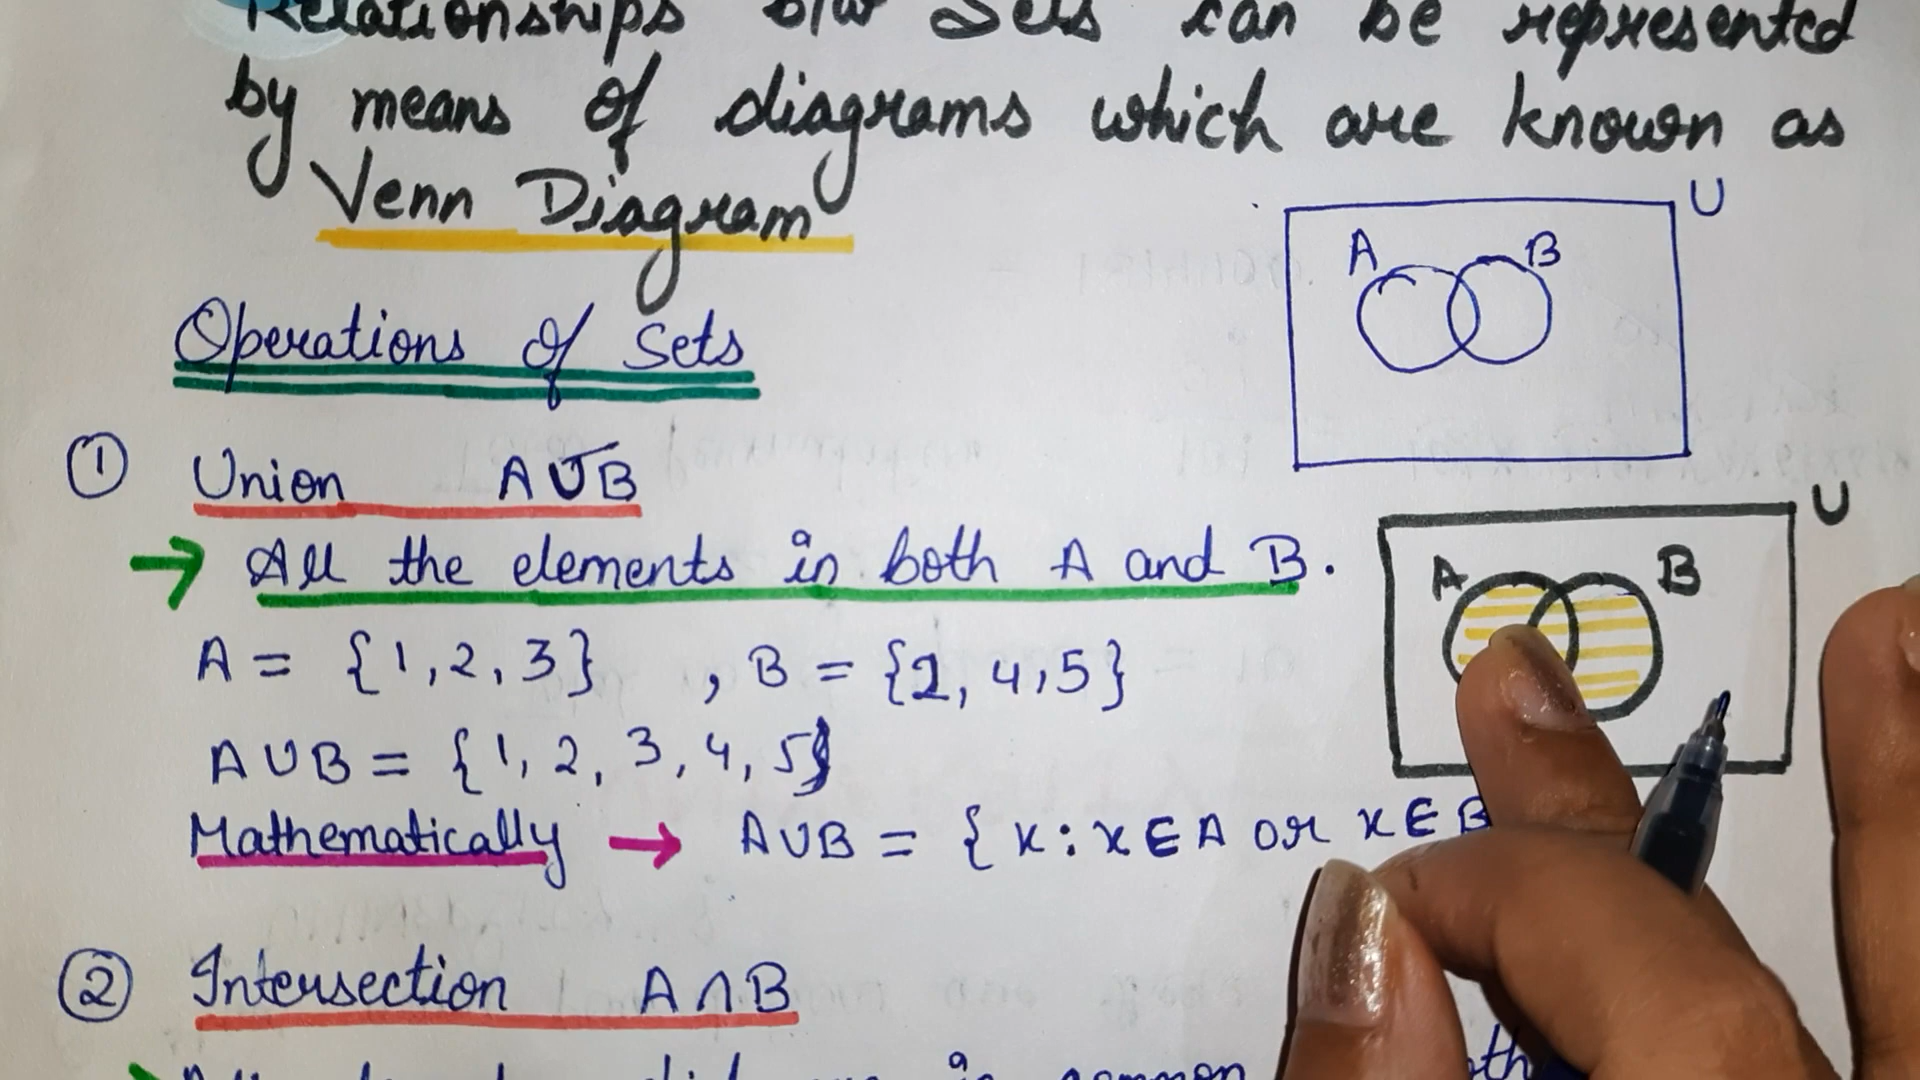 Relationships b/w Sets can be represented
by means of diagrams which are known as
Venn Diagram
U
A B
Operations of Sets
① Union A∪B
U
→ All the elements in both A and B.
A B
A = {1, 2, 3} , B = {2, 4, 5}
A∪B = {1, 2, 3, 4, 5}
Mathematically → A∪B = { x : x ∈ A or x ∈ B
② Intersection A∩B
in common